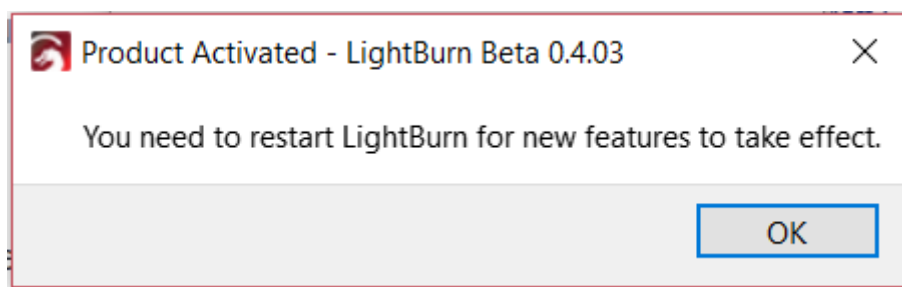 Product Activated - LightBurn Beta 0.4.03
You need to restart LightBurn for new features to take effect.
OK